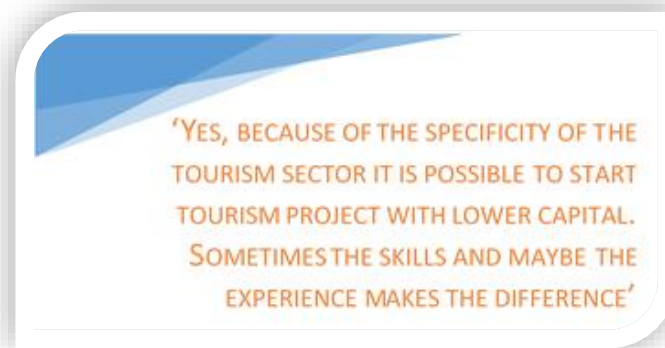 ‘YES, BECAUSE OF THE SPECIFICITY OF THE
TOURISM SECTOR IT IS POSSIBLE TO START
TOURISM PROJECT WITH LOWER CAPITAL.
SOMETIMES THE SKILLS AND MAYBE THE
EXPERIENCE MAKES THE DIFFERENCE’